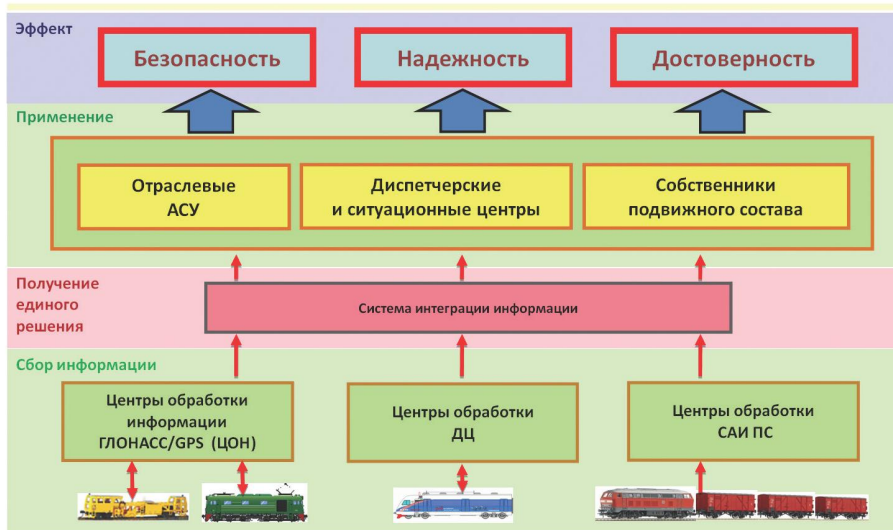 Эффект
Безопасность
Надежность
Достоверность
Применение
Отраслевые
АСУ
Диспетчерские
и ситуационные центры
Собственники
подвижного состава
Получение
единого
решения
Система интеграции информации
Сбор информации
Центры обработки
информации
ГЛОНАСС/GPS (ЦОН)
Центры обработки
ДЦ
Центры обработки
САИ ПС